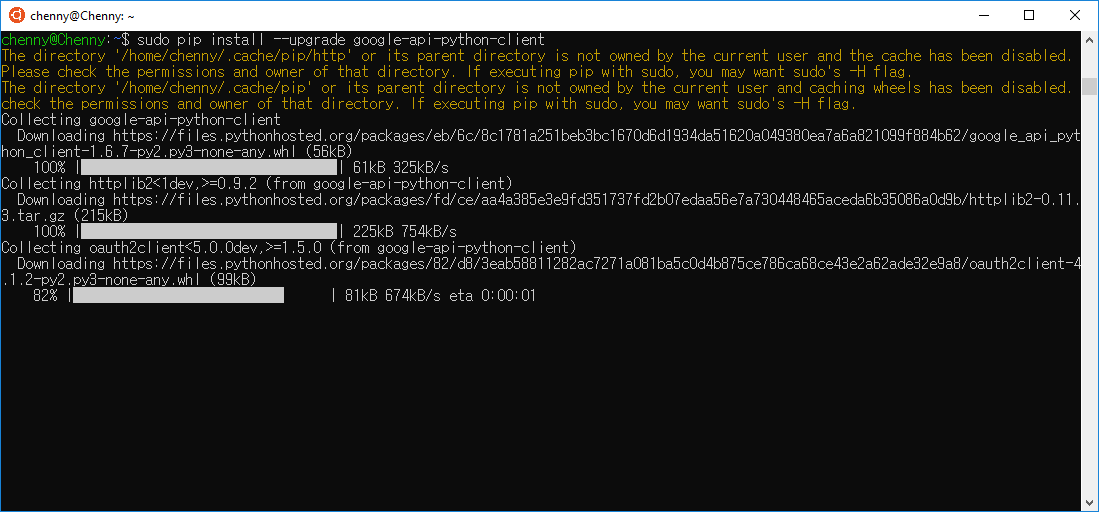 chenny@Chenny: ~
chenny@Chenny:~$ sudo pip install --upgrade google-api-python-client
The directory '/home/chenny/.cache/pip/http' or its parent directory is not owned by the current user and the cache has been disabled.
Please check the permissions and owner of that directory. If executing pip with sudo, you may want sudo's -H flag.
The directory '/home/chenny/.cache/pip' or its parent directory is not owned by the current user and caching wheels has been disabled.
check the permissions and owner of that directory. If executing pip with sudo, you may want sudo's -H flag.
Collecting google-api-python-client
Downloading https://files.pythonhosted.org/packages/eb/6c/8c1781a251beb3bc1670d6d1934da51620a049380ea7a6a821099f884b62/google_api_pyt
hon_client-1.6.7-py2.py3-none-any.whl (56kB)
100% |████████████████████████████████| 61kB 325kB/s
Collecting httplib2<1dev,>=0.9.2 (from google-api-python-client)
Downloading https://files.pythonhosted.org/packages/fd/ce/aa4a385e3e9fd351737fd2b07edaa56e7a730448465aceda6b35086a0d9b/httplib2-0.11.
3.tar.gz (215kB)
100% |████████████████████████████████| 225kB 754kB/s
Collecting oauth2client<5.0.0dev,>=1.5.0 (from google-api-python-client)
Downloading https://files.pythonhosted.org/packages/82/d8/3eab58811282ac7271a081ba5c0d4b875ce786ca68ce43e2a62ade32e9a8/oauth2client-4
.1.2-py2.py3-none-any.whl (99kB)
82% |██████████████████████████▌     | 81kB 674kB/s eta 0:00:01